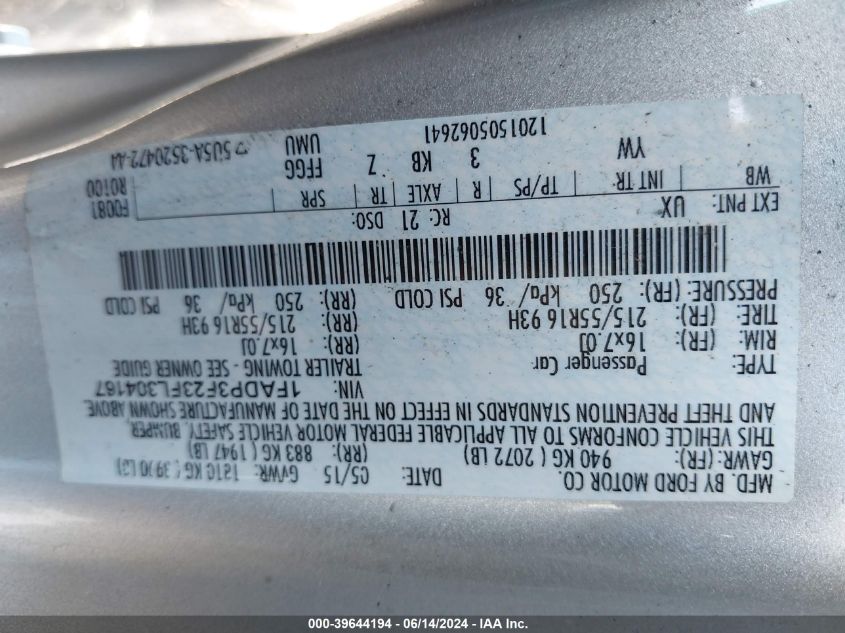 MFD. BY FORD MOTOR CO.
DATE: 05/15 GVWR:
GAWR: (FR): 940 KG ( 2072 LB) (RR): 883 KG ( 1947 LB)
THIS VEHICLE CONFORMS TO ALL APPLICABLE FEDERAL MOTOR VEHICLE SAFETY, BUMPER,
AND THEFT PREVENTION STANDARDS IN EFFECT ON THE DATE OF MANUFACTURE SHOWN ABOVE.
VIN: 1FADP3F23FL304167
TYPE: Passenger Car TRAILER TOWING - SEE OWNER GUIDE
RIM: (FR): 16x7.0J (RR): 16x7.0J
TIRE: (FR): 215/55R16 93H (RR): 215/55R16 93H
PRESSURE: (FR): 250 kPa/ 36 PSI COLD (RR): 250 kPa/ 36 PSI COLD
EXT PNT: UX RC: 21 DSO: F0081
WB INT TR: TP/PS R AXLE TR SPR R0100
YW 3 KB 7 FFGG
1201505062641 UMU 5U5A-3520472-AA
000-39644194 - 06/14/2024 - IAA Inc.